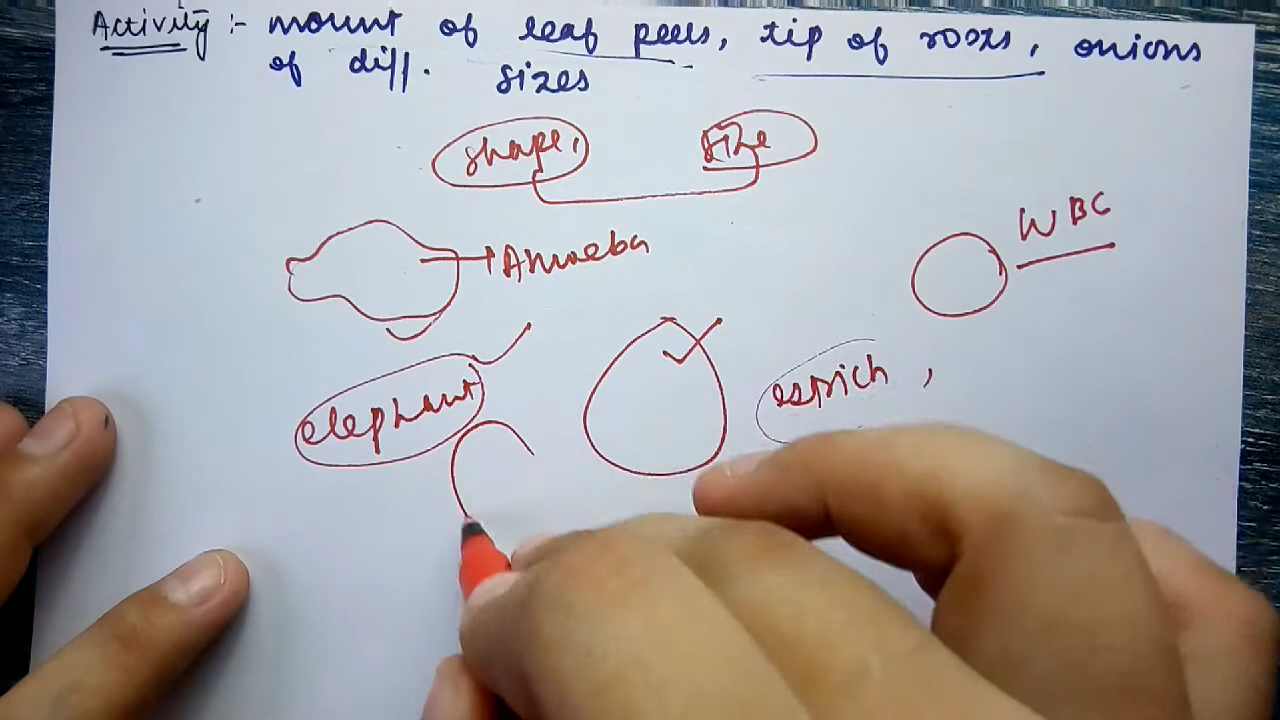 Activity :- mount of leaf peels, tip of roots, onions
of diff. sizes
shape, size
Amoeba
WBC
elephant
ostrich ,